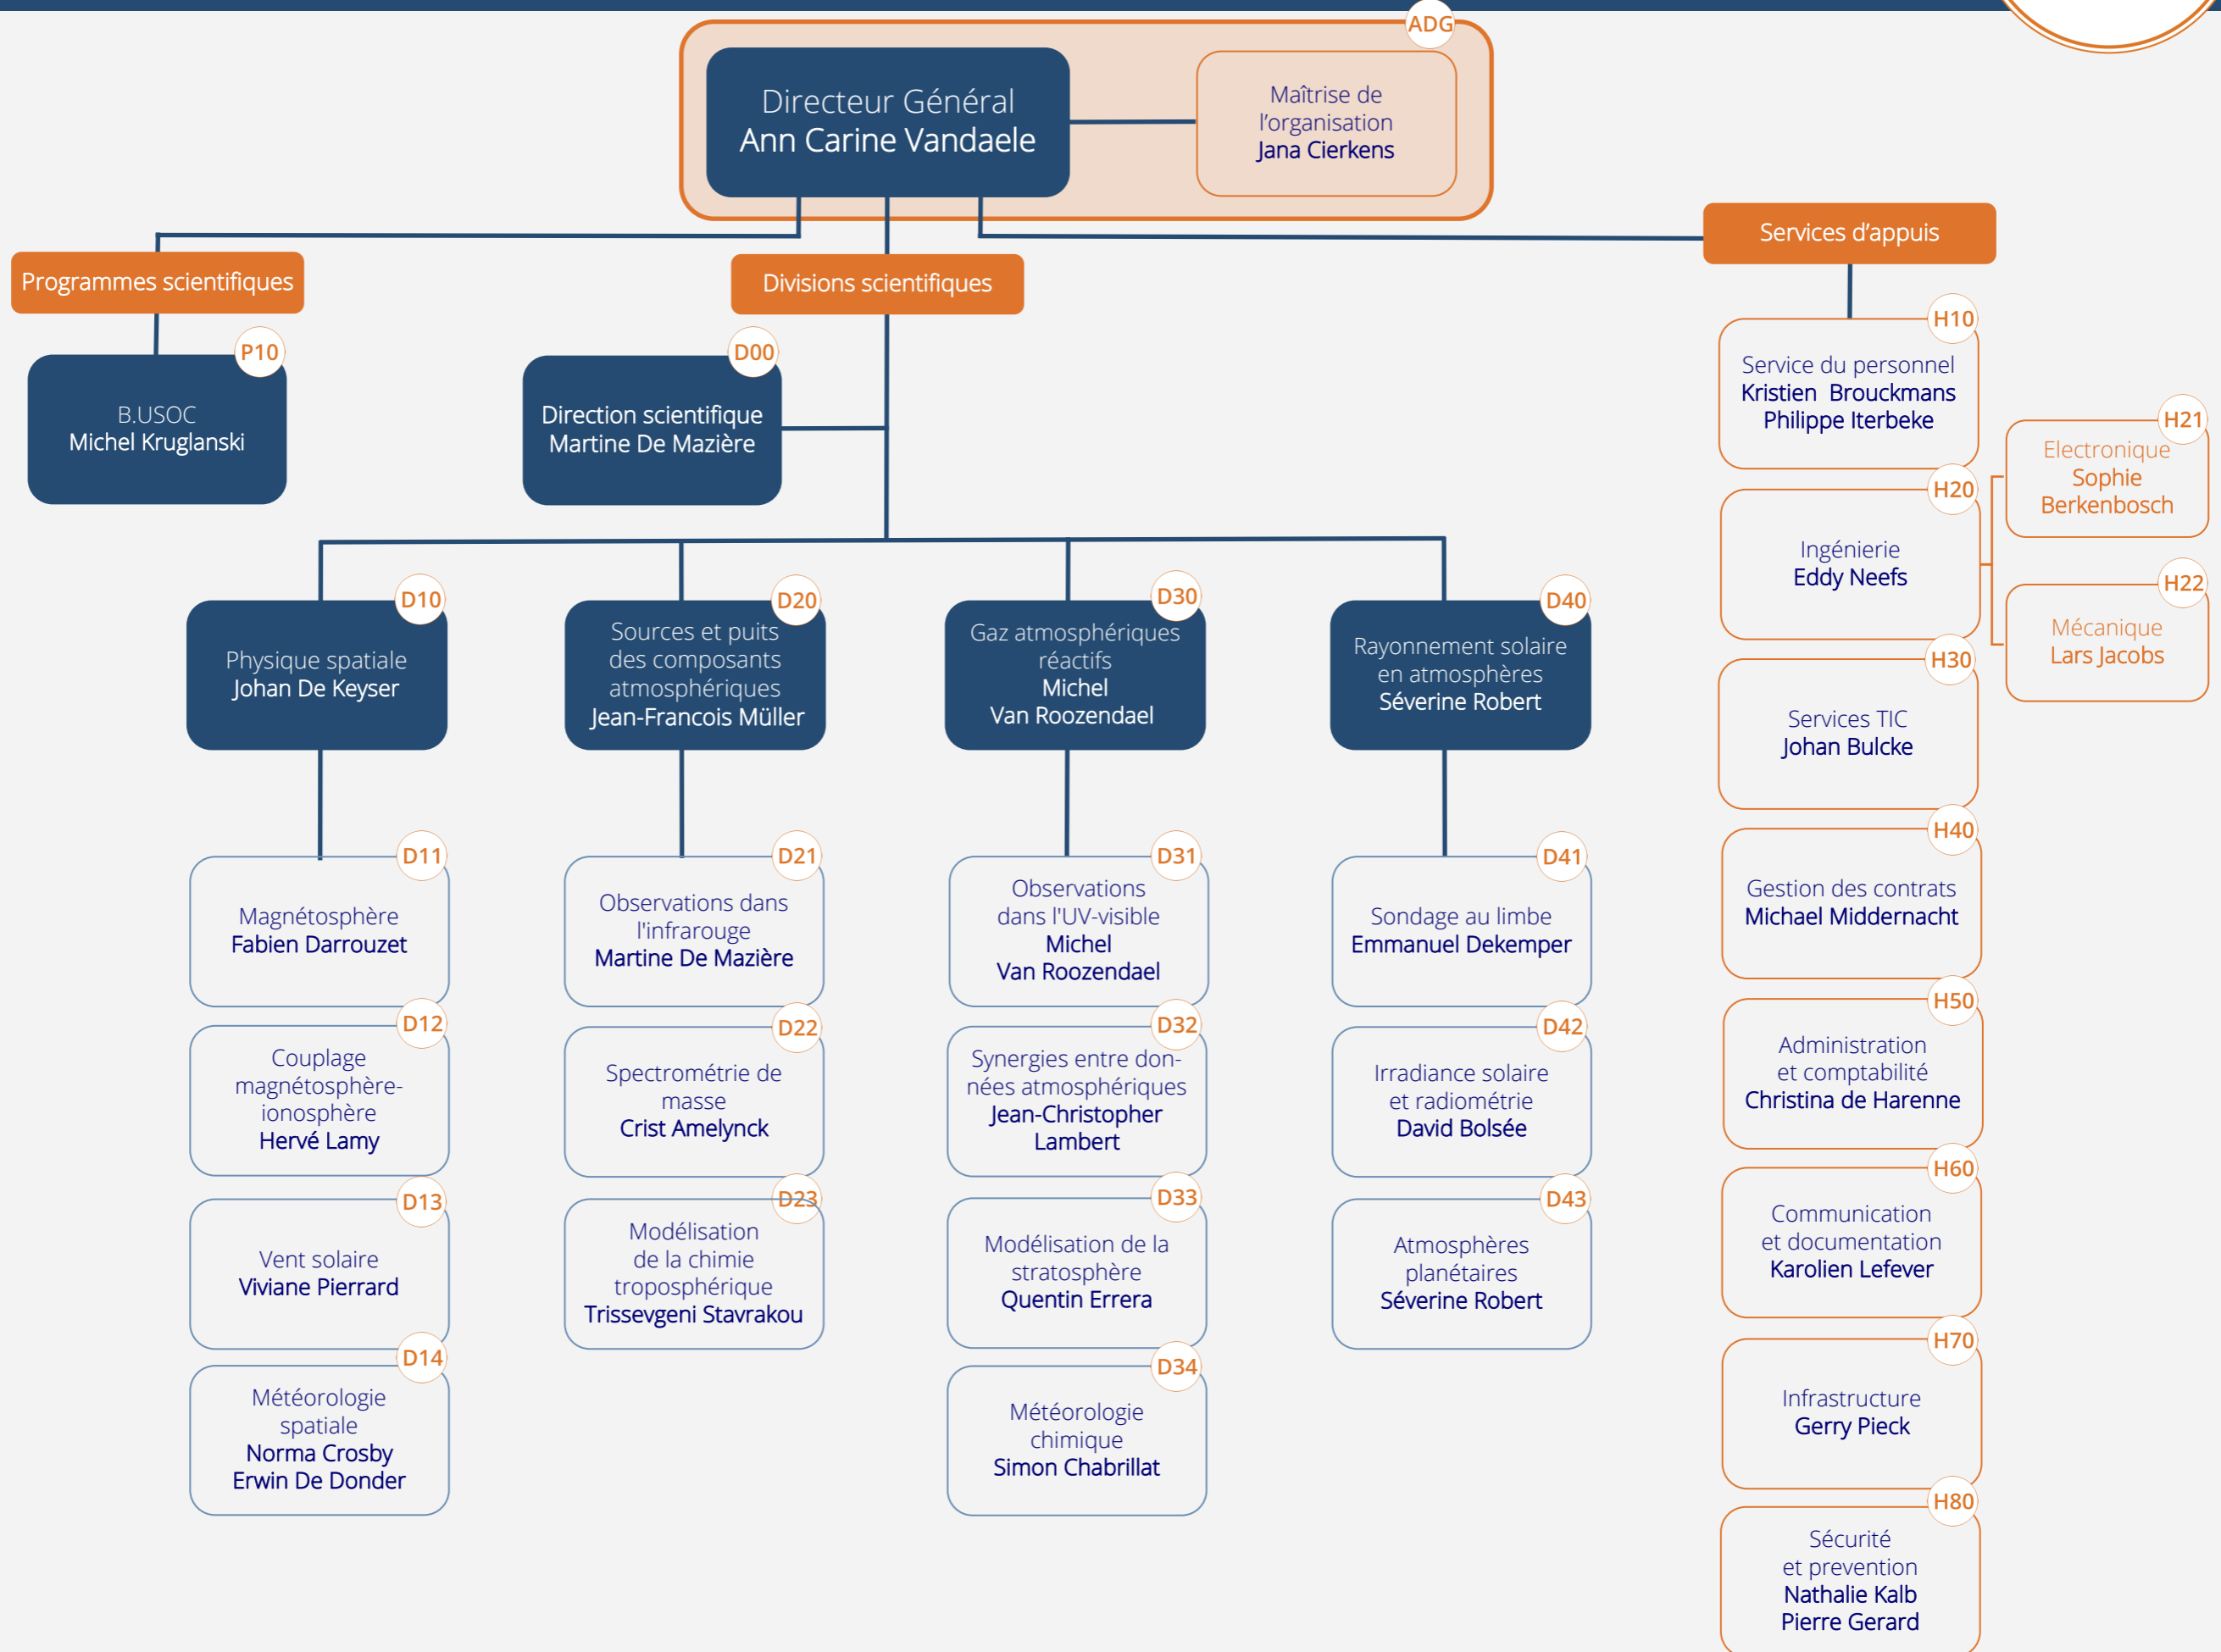 ADG
Directeur Général
Ann Carine Vandaele
Maîtrise de
l’organisation
Jana Cierkens
Programmes scientifiques
Divisions scientifiques
Services d’appuis
P10
B.USOC
Michel Kruglanski
D00
Direction scientifique
Martine De Mazière
D10
Physique spatiale
Johan De Keyser
D11
Magnétosphère
Fabien Darrouzet
D12
Couplage
magnétosphère-
ionosphère
Hervé Lamy
D13
Vent solaire
Viviane Pierrard
D14
Météorologie
spatiale
Norma Crosby
Erwin De Donder
D20
Sources et puits
des composants
atmosphériques
Jean-Francois Müller
D21
Observations dans
l'infrarouge
Martine De Mazière
D22
Spectrométrie de
masse
Crist Amelynck
D23
Modélisation
de la chimie
troposphérique
Trissevgeni Stavrakou
D30
Gaz atmosphériques
réactifs
Michel
Van Roozendael
D31
Observations
dans l'UV-visible
Michel
Van Roozendael
D32
Synergies entre don-
nées atmosphériques
Jean-Christopher
Lambert
D33
Modélisation de la
stratosphère
Quentin Errera
D34
Météorologie
chimique
Simon Chabrillat
D40
Rayonnement solaire
en atmosphères
Séverine Robert
D41
Sondage au limbe
Emmanuel Dekemper
D42
Irradiance solaire
et radiométrie
David Bolsée
D43
Atmosphères
planétaires
Séverine Robert
H10
Service du personnel
Kristien Brouckmans
Philippe Iterbeke
H20
Ingénierie
Eddy Neefs
H21
Electronique
Sophie
Berkenbosch
H22
Mécanique
Lars Jacobs
H30
Services TIC
Johan Bulcke
H40
Gestion des contrats
Michael Middernacht
H50
Administration
et comptabilité
Christina de Harenne
H60
Communication
et documentation
Karolien Lefever
H70
Infrastructure
Gerry Pieck
H80
Sécurité
et prevention
Nathalie Kalb
Pierre Gerard